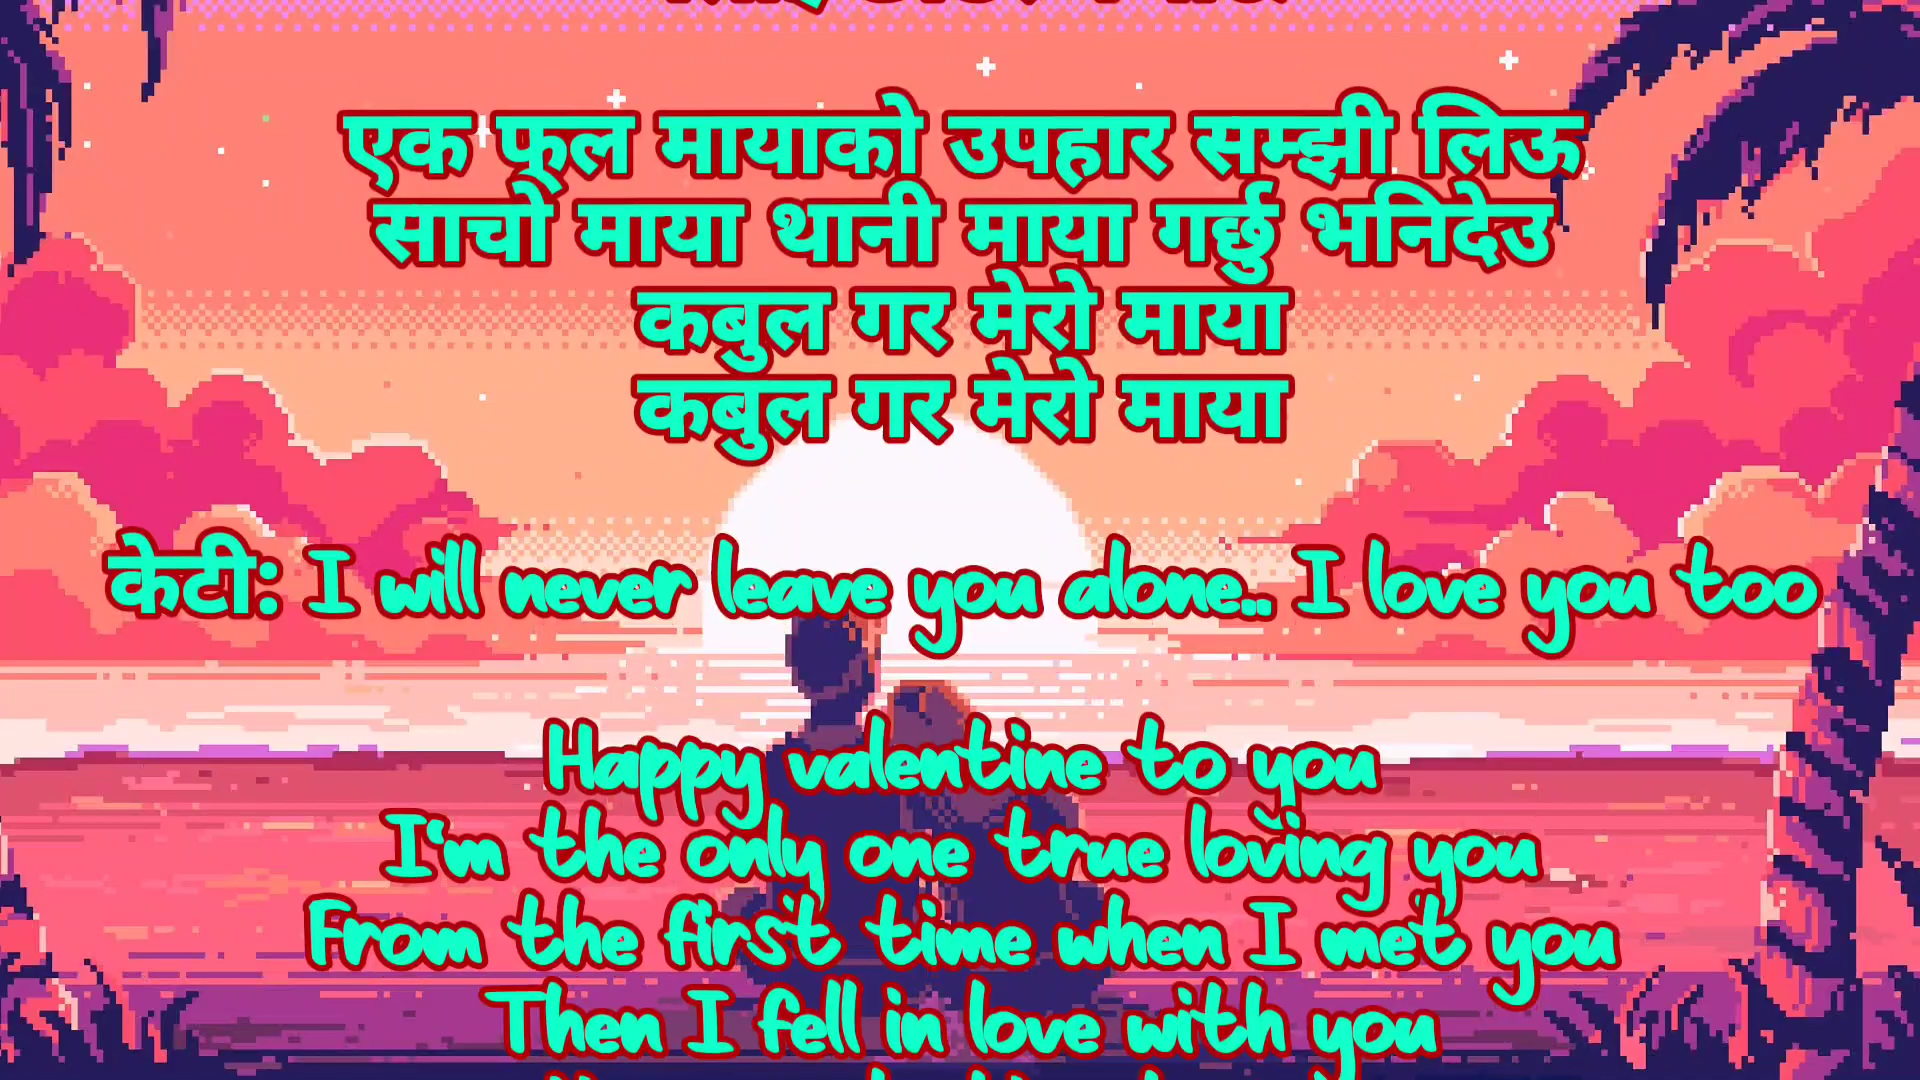 एक फूल मायाको उपहार सम्झी लिऊ
साचो माया थानी माया गर्छु भनिदेउ
कबुल गर मेरो माया
कबुल गर मेरो माया
केटी: I will never leave you alone.. I love you too
Happy valentine to you
I'm the only one true loving you
From the first time when I met you
Then I fell in love with you